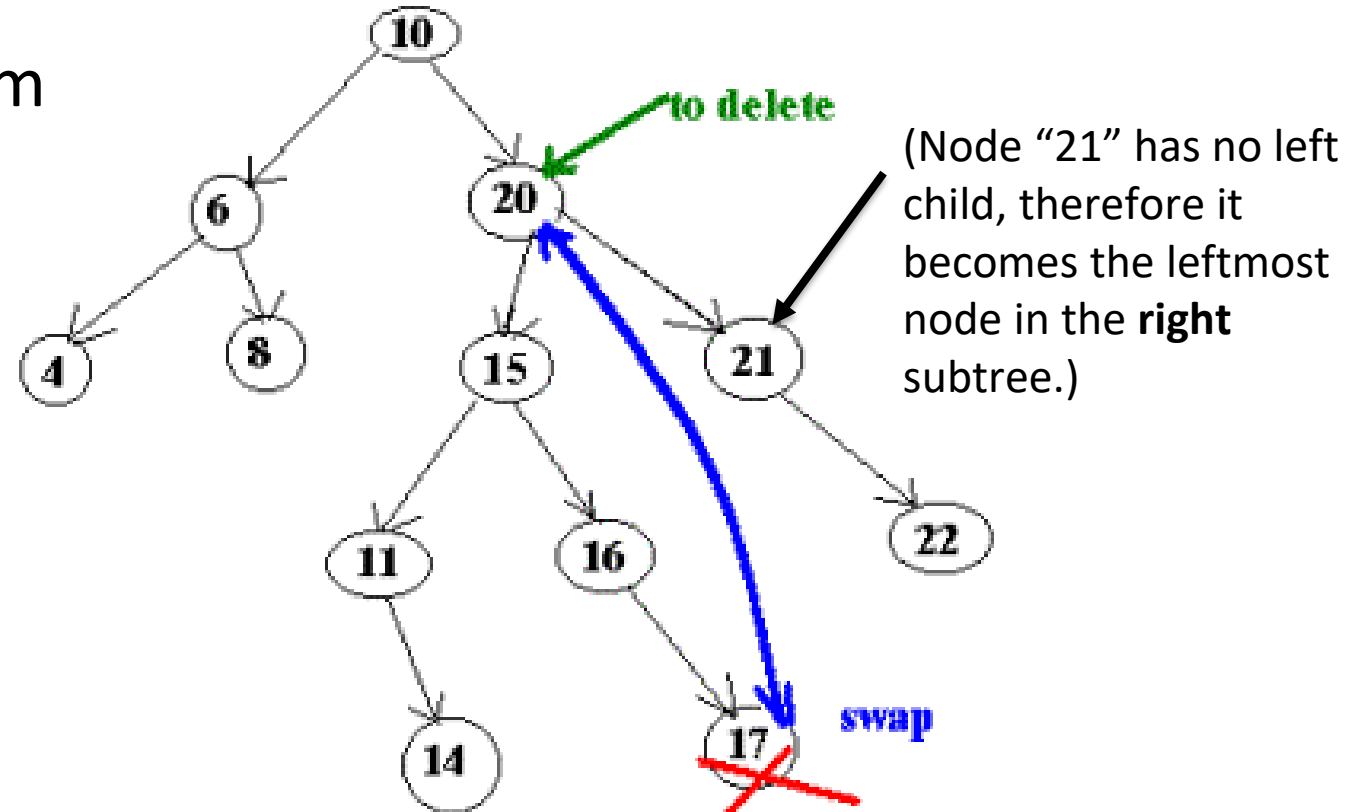 10
m
to delete
(Node “21” has no left
child, therefore it
becomes the leftmost
node in the right
subtree.)
6
20
4
8
15
21
11
16
22
14
17
swap